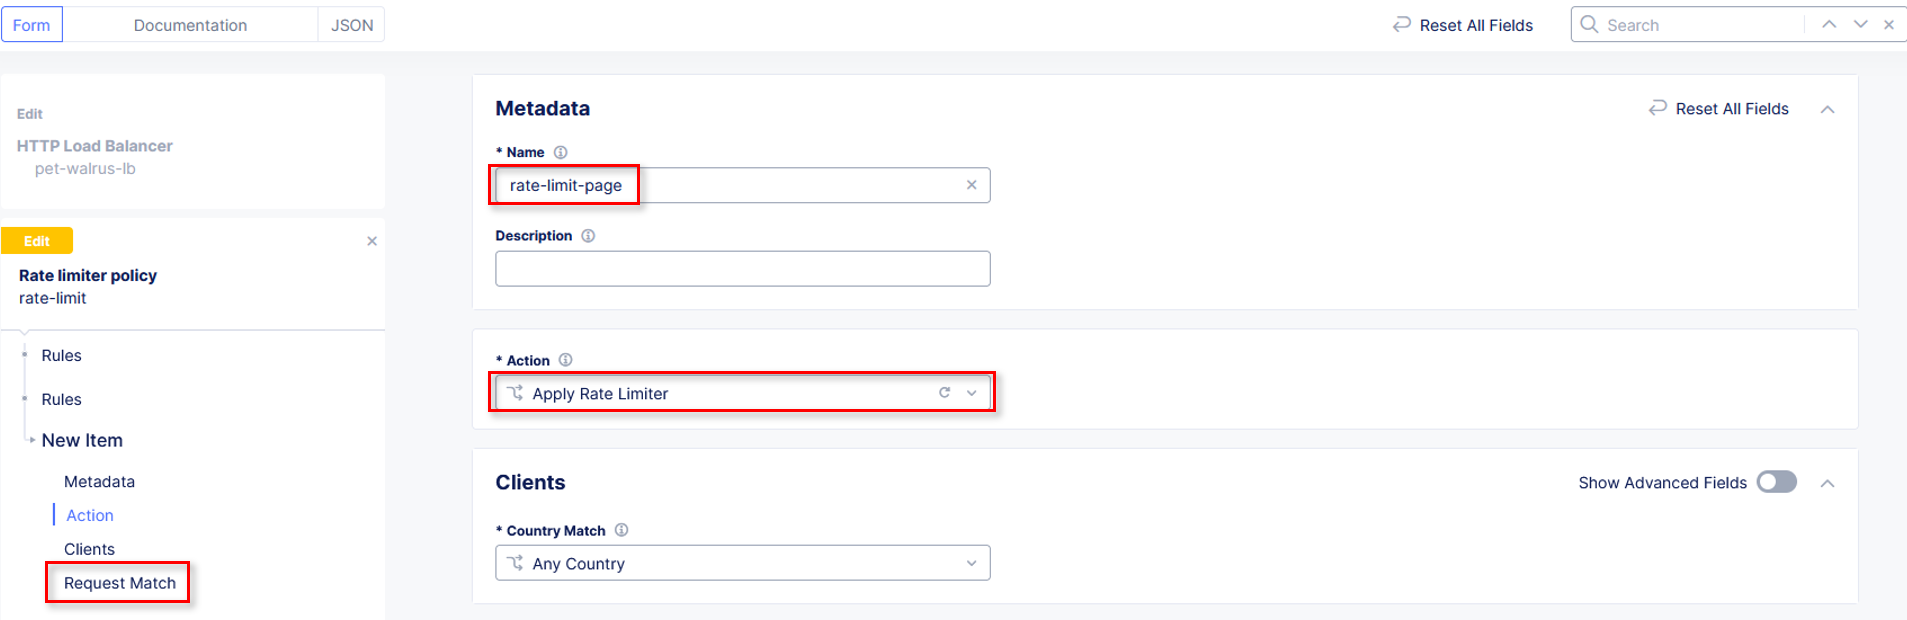 Form
Documentation
JSON
Reset All Fields
Search
Edit
HTTP Load Balancer
pet-walrus-lb
Edit
Rate limiter policy
rate-limit
Rules
Rules
New Item
Metadata
Action
Clients
Request Match
Metadata
Reset All Fields
* Name
rate-limit-page
Description
* Action
Apply Rate Limiter
Clients
Show Advanced Fields
* Country Match
Any Country